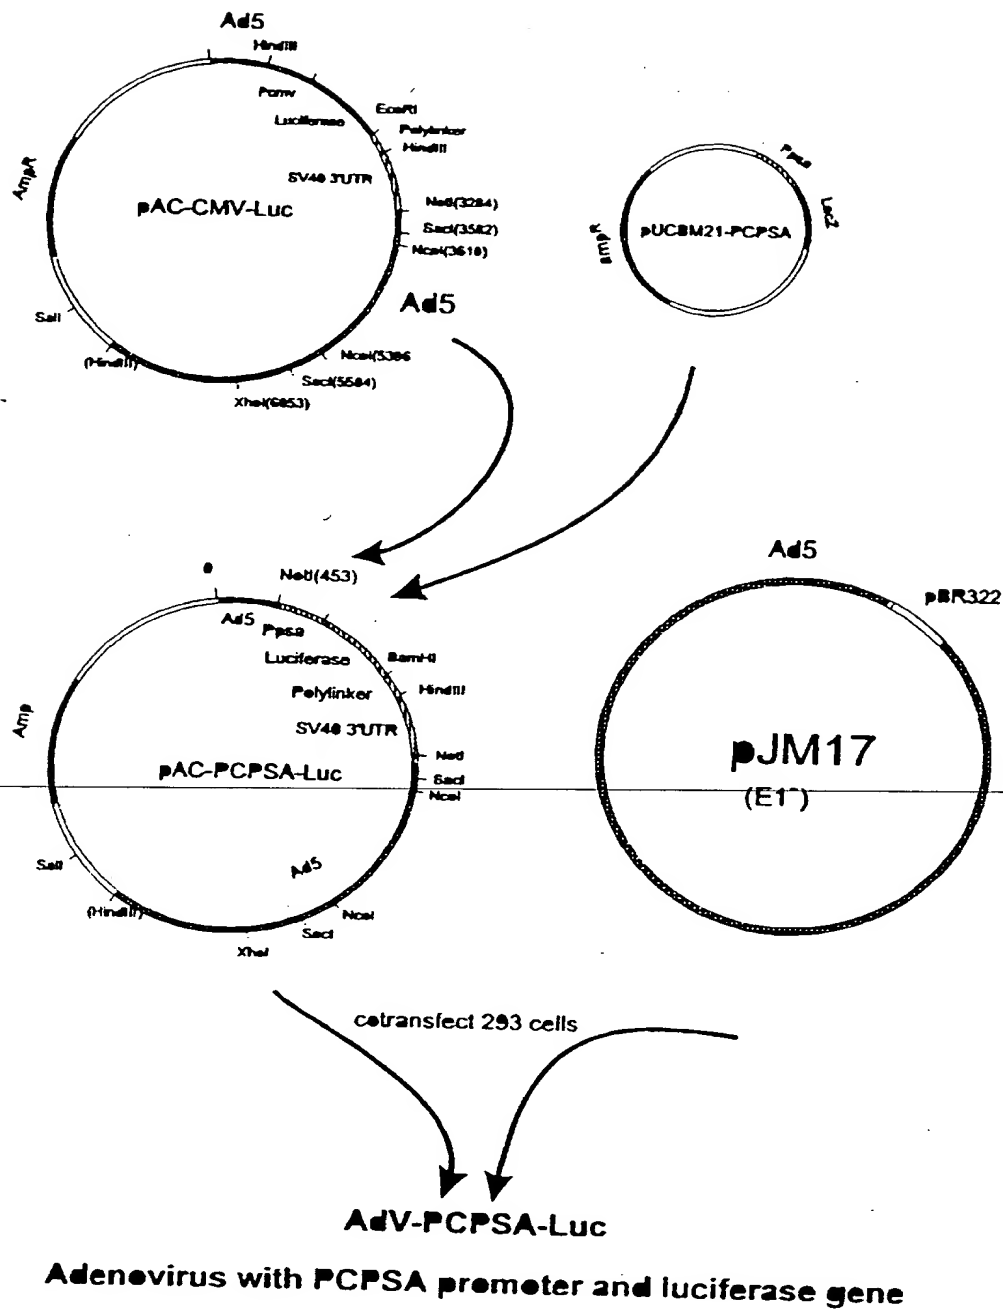 Ad5
HindIII
Pcmv
Luciferase
EcoRI
Polylinker
HindIII
SV40 3'UTR
AmpR
pAC-CMV-Luc
NotI(3284)
SacI(3582)
NcoI(3618)
Ad5
SalI
(HindIII)
NcoI(5386
SacI(5584)
XhoI(6053)
Ppsa
LacZ
ampR
pUCBM21-PCPSA
NotI(453)
Ad5
Ppsa
Luciferase
BamHI
Polylinker
HindIII
SV40 3'UTR
Amp
pAC-PCPSA-Luc
NotI
SacI
NcoI
SalI
Ad5
(HindIII)
NcoI
SacI
XhoI
Ad5
pBR322
pJM17
(E1-)
cotransfect 293 cells
AdV-PCPSA-Luc
Adenovirus with PCPSA promoter and luciferase gene